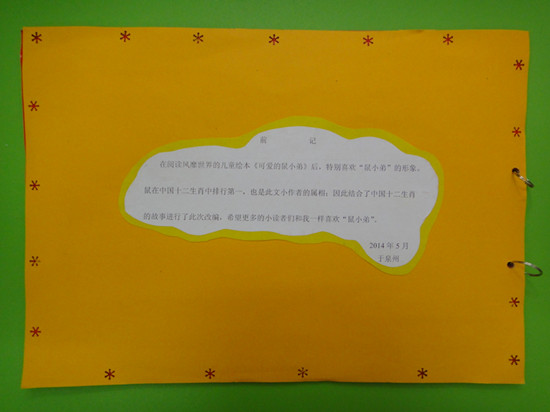 后 记
在阅读风靡世界的儿童绘本《可爱的鼠小弟》后，特别喜欢“鼠小弟”的形象。
鼠在中国十二生肖中排行第一，也是此文小作者的属相；因此结合了中国十二生肖
的故事进行了此次改编，希望更多的小读者们和我一样喜欢“鼠小弟”。
2014 年 5 月
于泉州